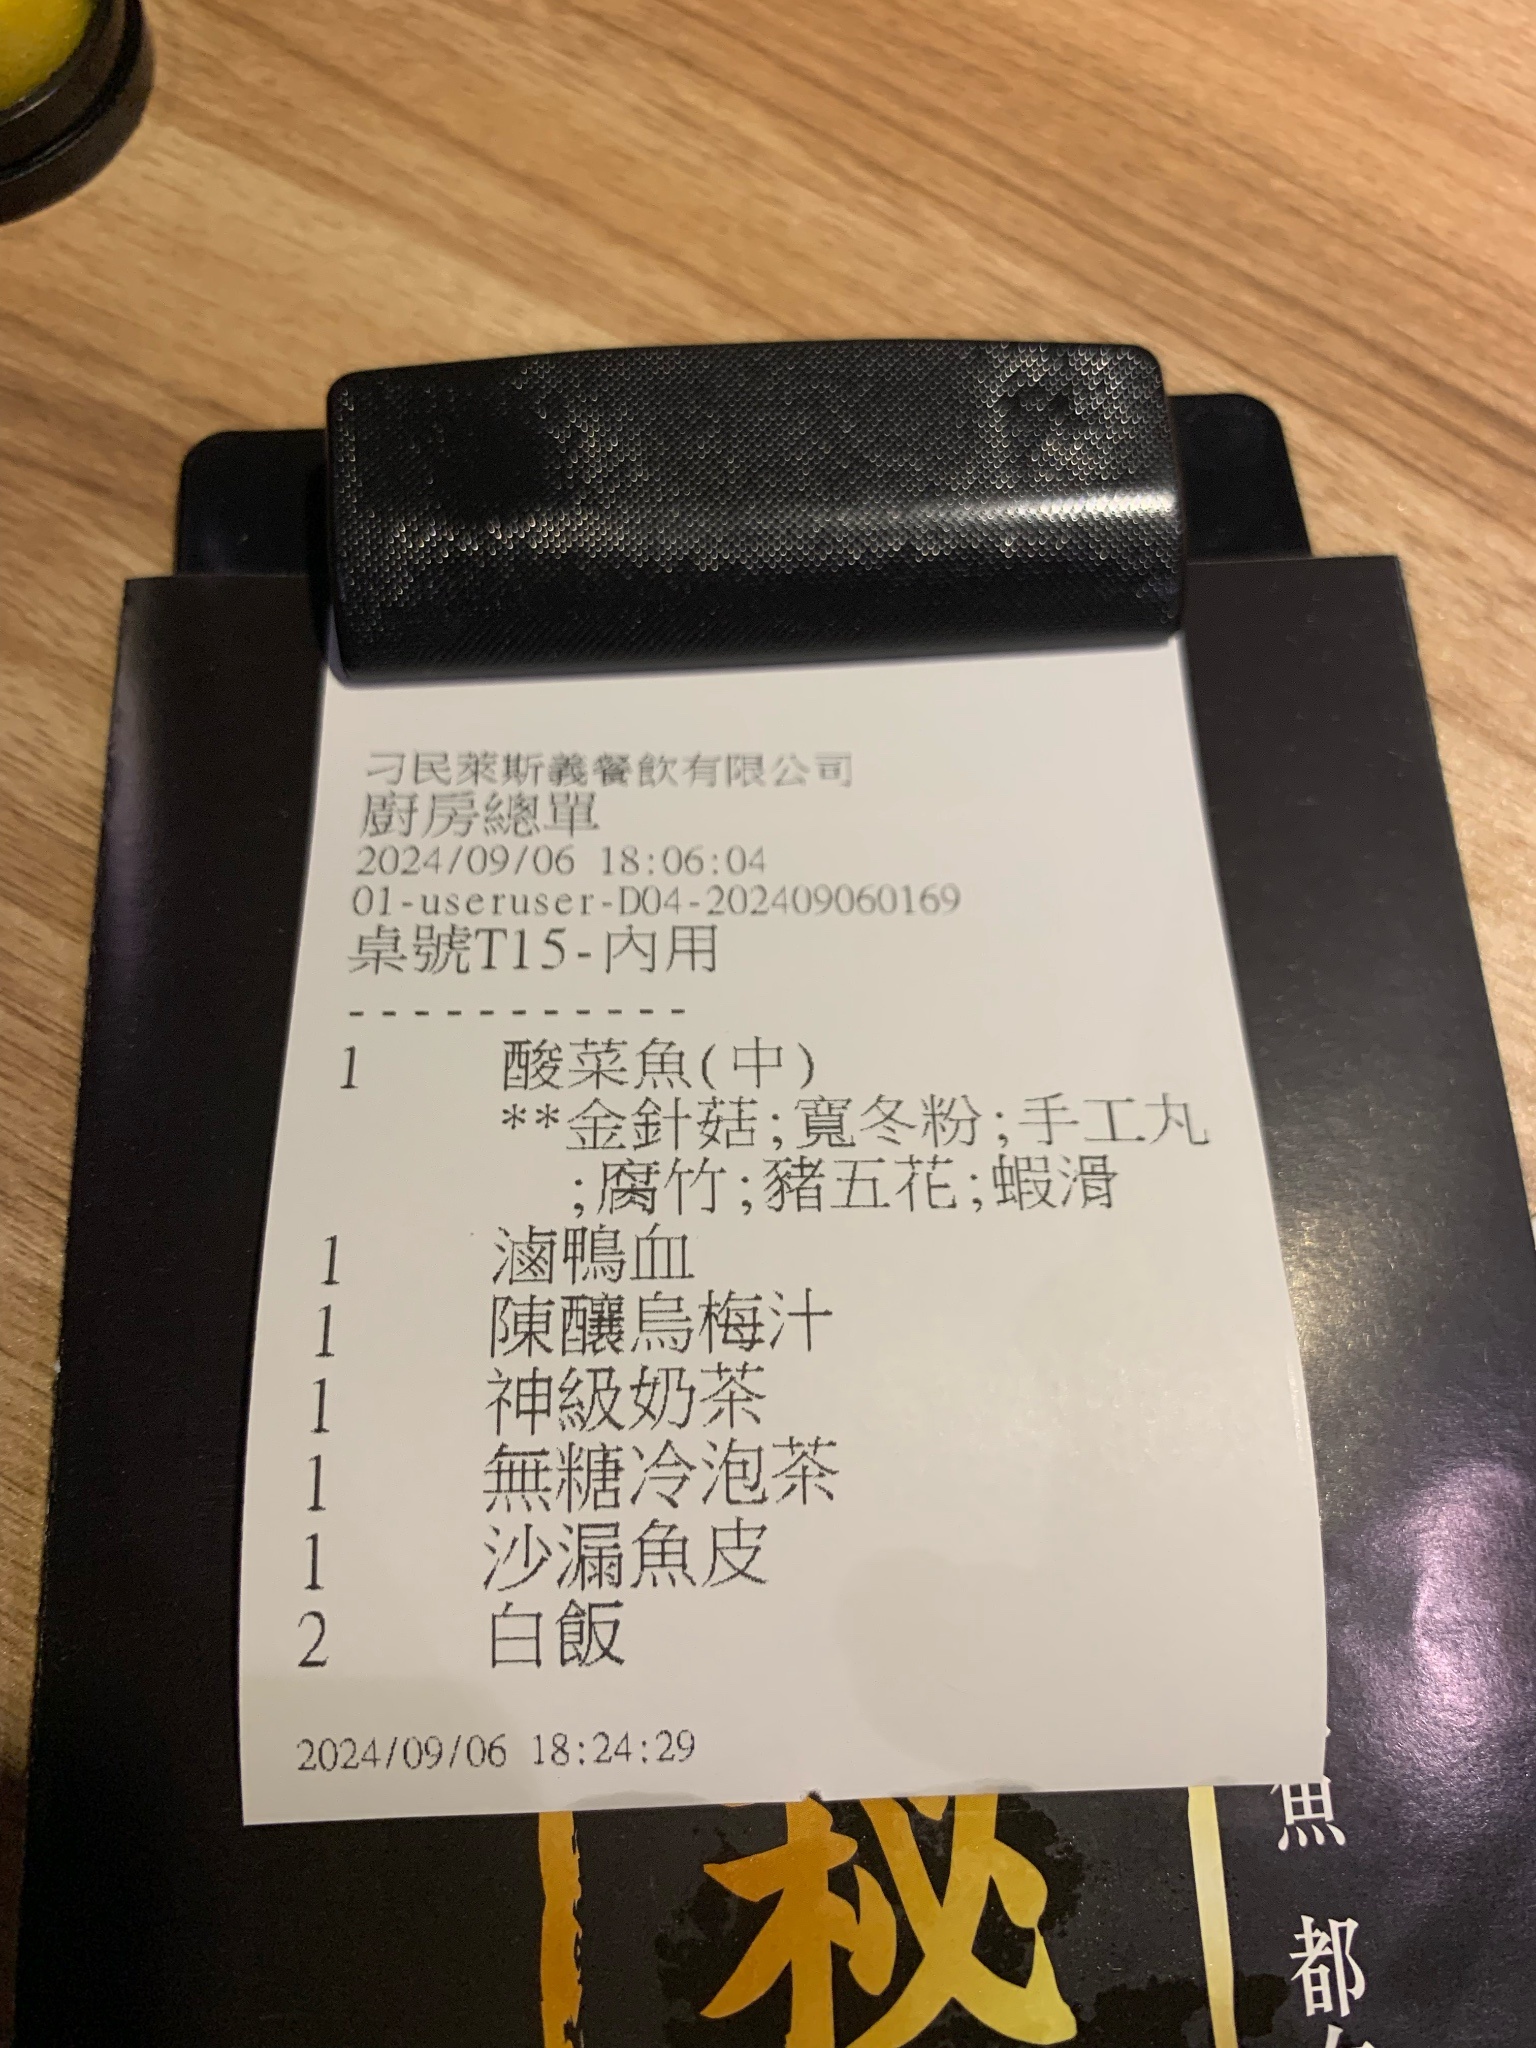 刁民萊斯義餐飲有限公司
廚房總單
2024/09/06 18:06:04
01-useruser-D04-202409060169
桌號T15-內用
-----------
1 酸菜魚(中)
**金針菇;寬冬粉;手工丸
;腐竹;豬五花;蝦滑
1 滷鴨血
1 陳釀烏梅汁
1 神級奶茶
1 無糖冷泡茶
1 沙漏魚皮
2 白飯
2024/09/06 18:24:29
秘
魚都